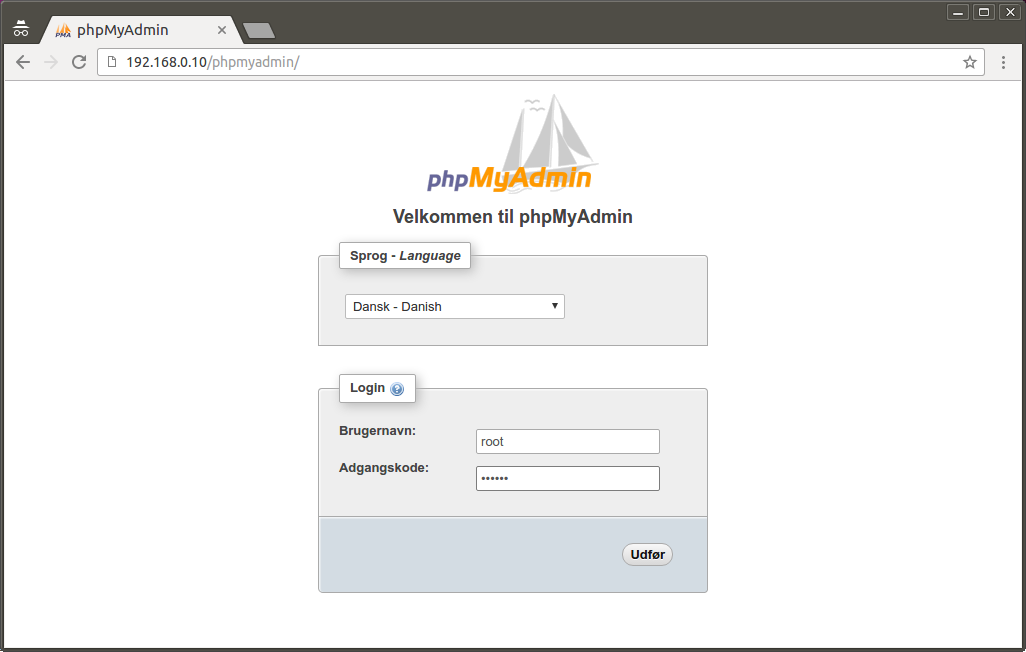 phpMyAdmin
192.168.0.10/phpmyadmin/
phpMyAdmin
Velkommen til phpMyAdmin
Sprog - Language
Dansk - Danish
Login
Brugernavn:
root
Adgangskode:
••••••
Udfør